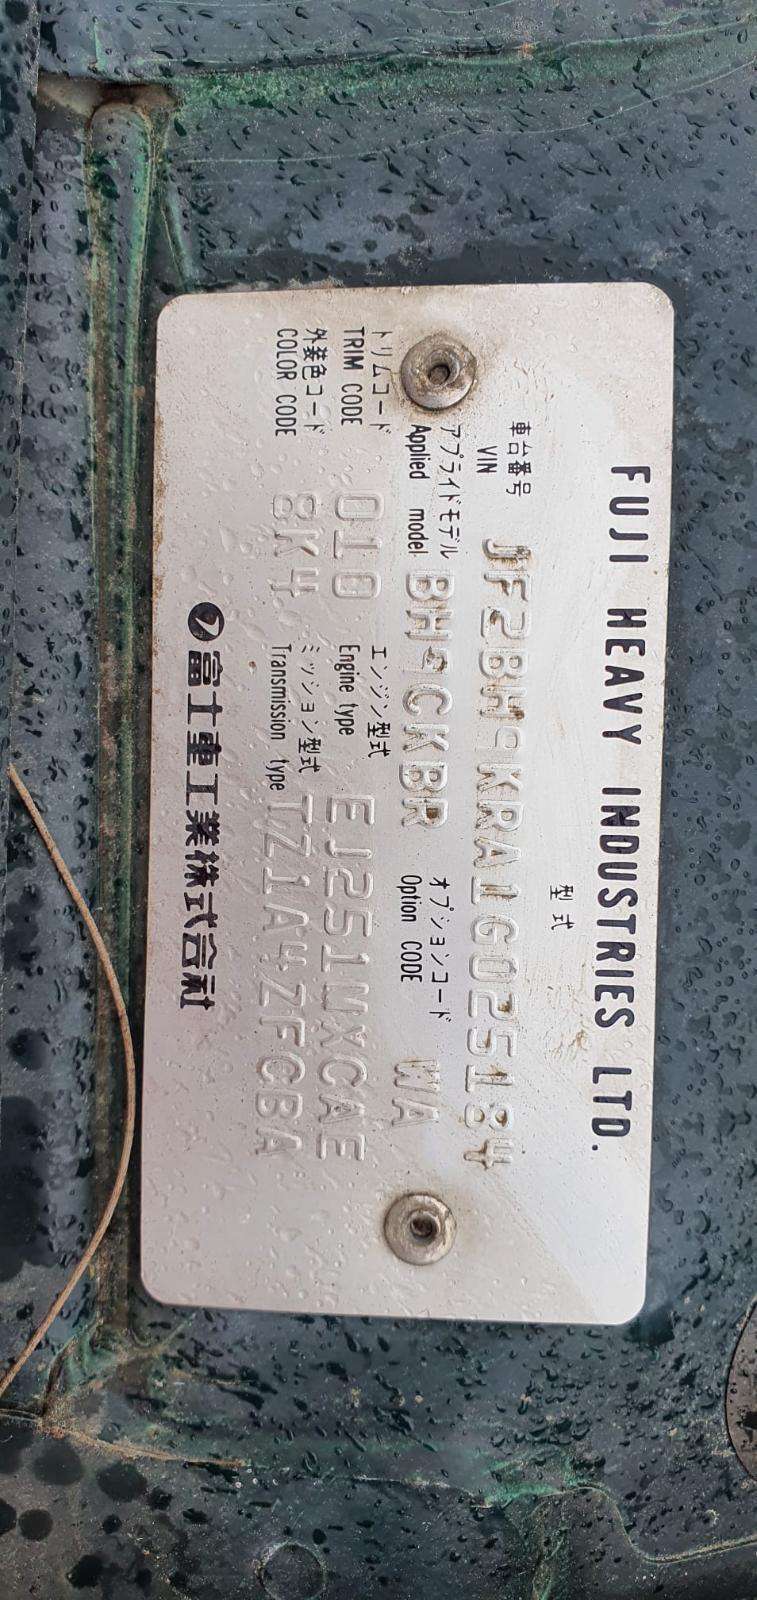 FUJI HEAVY INDUSTRIES LTD.
型式
車台番号
VIN JF2BH9KRA1G025184
アプライドモデル オプションコード
Applied model BH9CKBR Option CODE WA
トリムコード エンジン型式
TRIM CODE 010 Engine type EJ251MXCAE
外装色コード ミッション型式
COLOR CODE 8K4 Transmission type TZ1A4ZFCBA
富士重工業株式会社